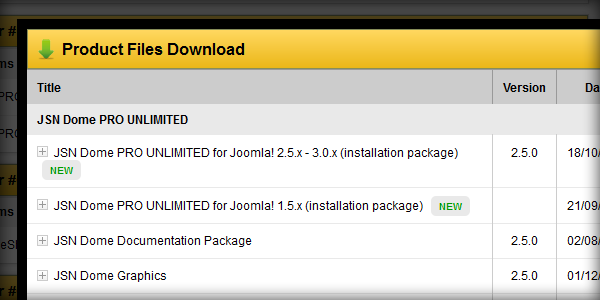 Product Files Download
Title Version Da
JSN Dome PRO UNLIMITED
JSN Dome PRO UNLIMITED for Joomla! 2.5.x - 3.0.x (installation package) 2.5.0 18/10/
NEW
JSN Dome PRO UNLIMITED for Joomla! 1.5.x (installation package) NEW 21/09/
JSN Dome Documentation Package 2.5.0 02/08/
JSN Dome Graphics 2.5.0 01/12/